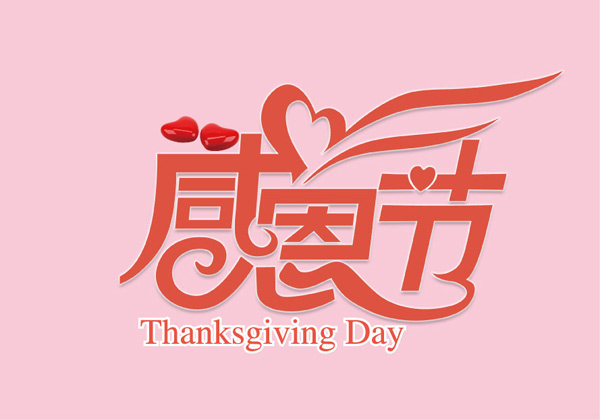 感恩节
Thanksgiving Day